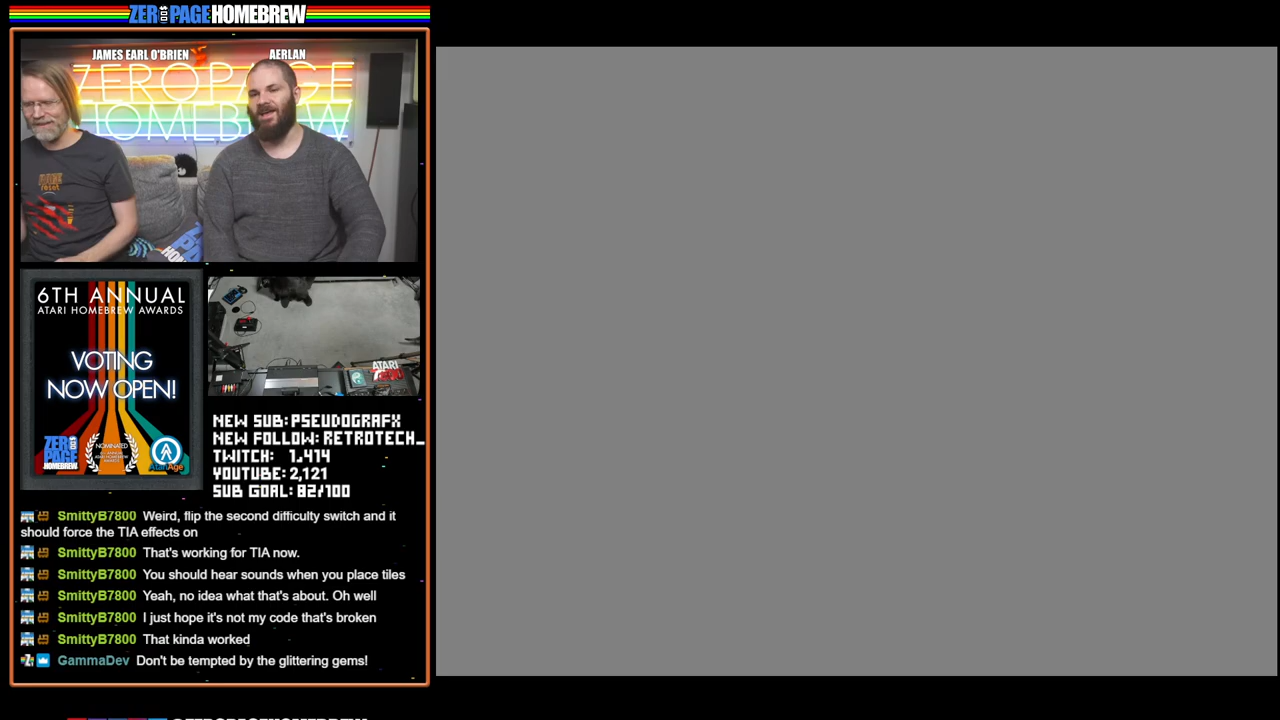 ZEROPAGE HOMEBREW
JAMES EARL O'BRIEN
AERLAN
ZEROPAGE
HOMEBREW
6TH ANNUAL
ATARI HOMEBREW AWARDS
VOTING
NOW OPEN!
ZERO PAGE HOMEBREW
NOMINATED
AtariAge
ATARI
7800
NEW SUB: PSEUDOGRAFX
NEW FOLLOW: RETROTECH_
TWITCH: 1,414
YOUTUBE: 2,121
SUB GOAL: 82/100
SmittyB7800 Weird, flip the second difficulty switch and it
should force the TIA effects on
SmittyB7800 That's working for TIA now.
SmittyB7800 You should hear sounds when you place tiles
SmittyB7800 Yeah, no idea what that's about. Oh well
SmittyB7800 I just hope it's not my code that's broken
SmittyB7800 That kinda worked
GammaDev Don't be tempted by the glittering gems!
@ZEROPAGEHOMEBREW